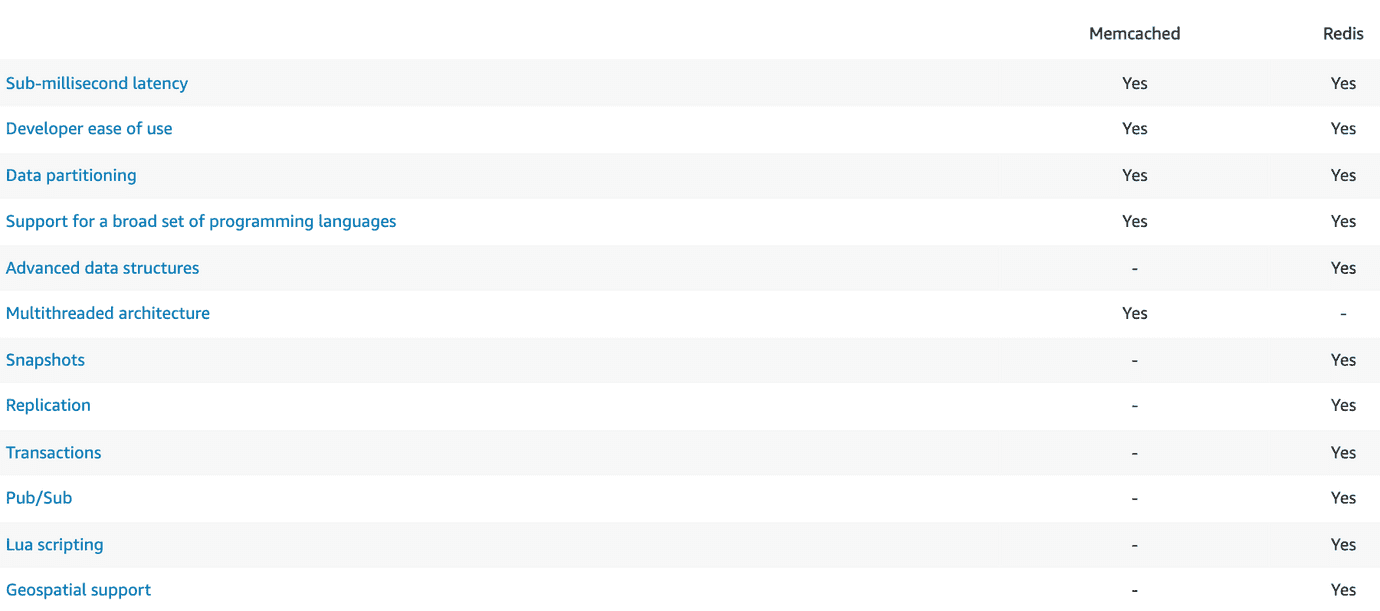 Memcached Redis
Sub-millisecond latency Yes Yes
Developer ease of use Yes Yes
Data partitioning Yes Yes
Support for a broad set of programming languages Yes Yes
Advanced data structures - Yes
Multithreaded architecture Yes -
Snapshots - Yes
Replication - Yes
Transactions - Yes
Pub/Sub - Yes
Lua scripting - Yes
Geospatial support - Yes